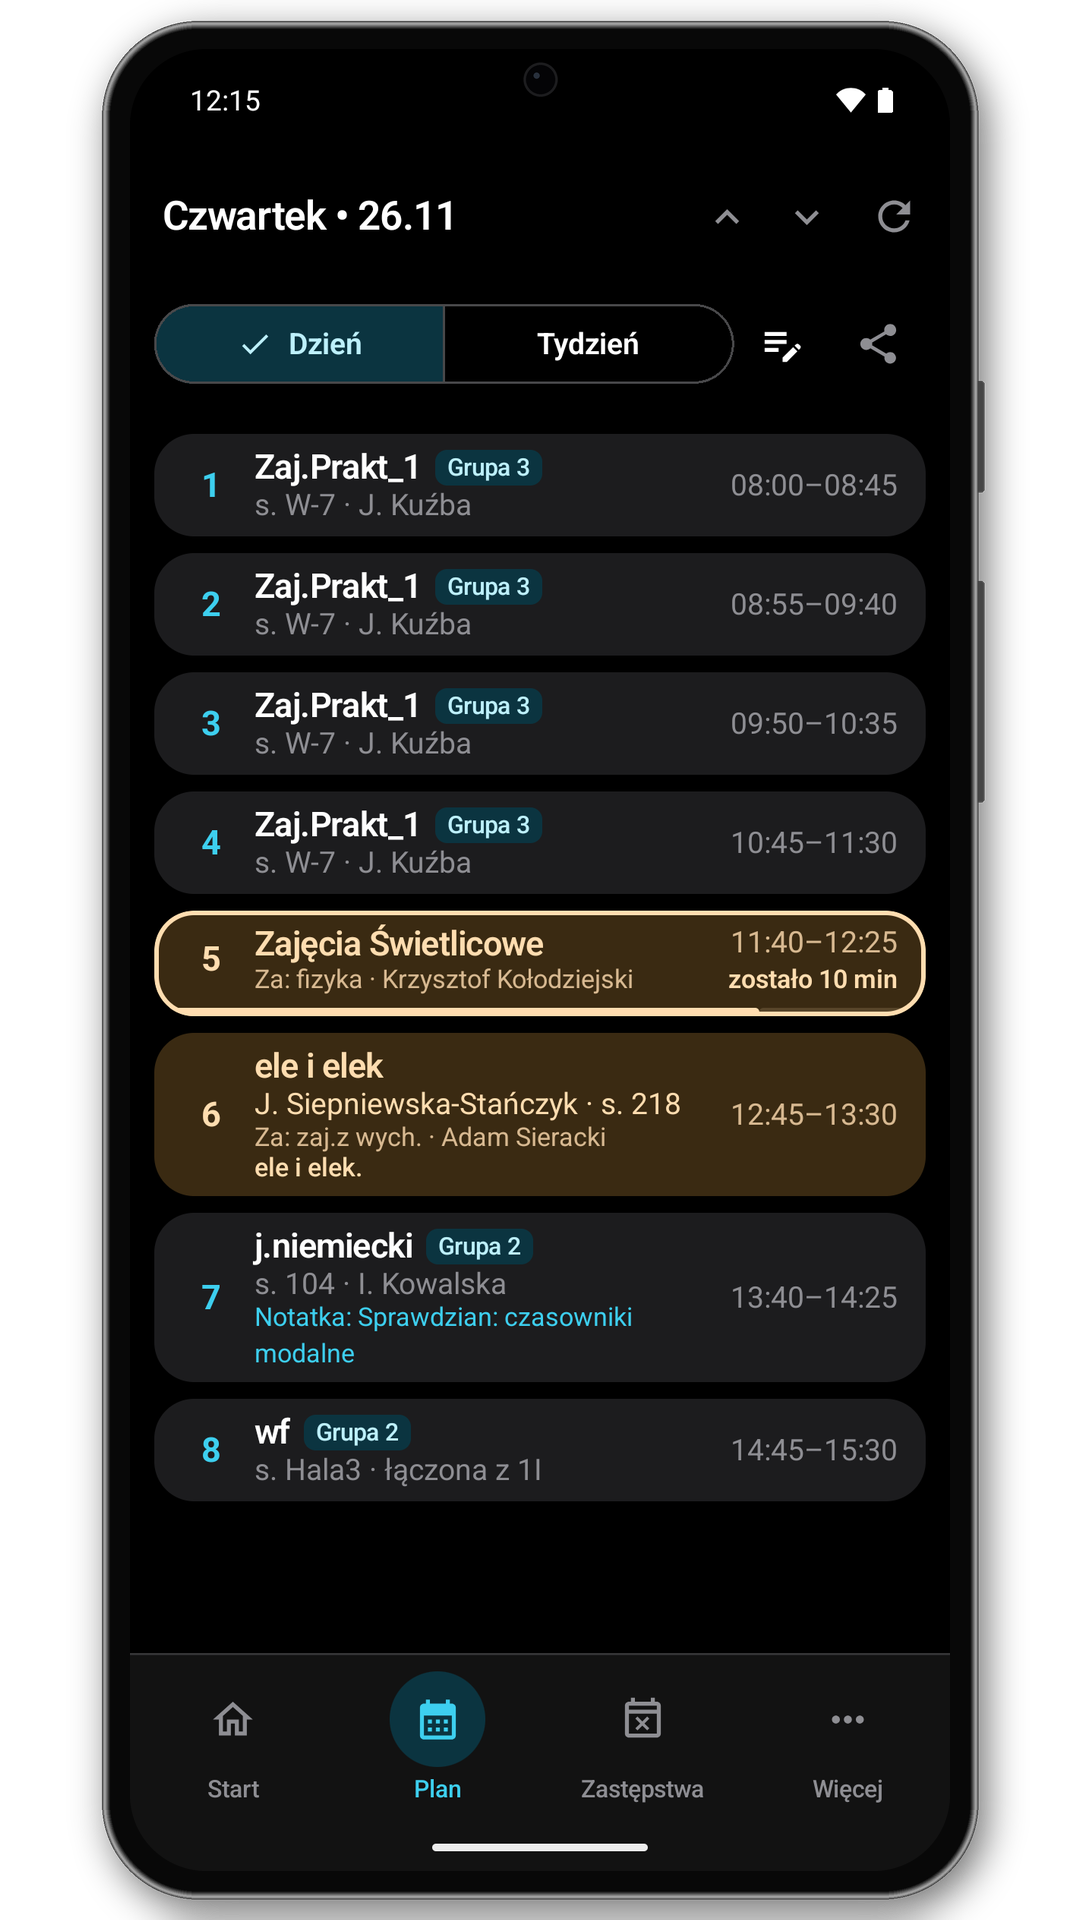 12:15
Czwartek • 26.11
Dzień
Tydzień
1
Zaj.Prakt_1 Grupa 3
s. W-7 · J. Kuźba
08:00–08:45
2
Zaj.Prakt_1 Grupa 3
s. W-7 · J. Kuźba
08:55–09:40
3
Zaj.Prakt_1 Grupa 3
s. W-7 · J. Kuźba
09:50–10:35
4
Zaj.Prakt_1 Grupa 3
s. W-7 · J. Kuźba
10:45–11:30
5
Zajęcia Świetlicowe
Za: fizyka · Krzysztof Kołodziejski
11:40–12:25
zostało 10 min
6
ele i elek
J. Siepniewska-Stańczyk · s. 218
Za: zaj.z wych. · Adam Sieracki
ele i elek.
12:45–13:30
7
j.niemiecki Grupa 2
s. 104 · I. Kowalska
Notatka: Sprawdzian: czasowniki
modalne
13:40–14:25
8
wf Grupa 2
s. Hala3 · łączona z 1I
14:45–15:30
Start
Plan
Zastępstwa
Więcej